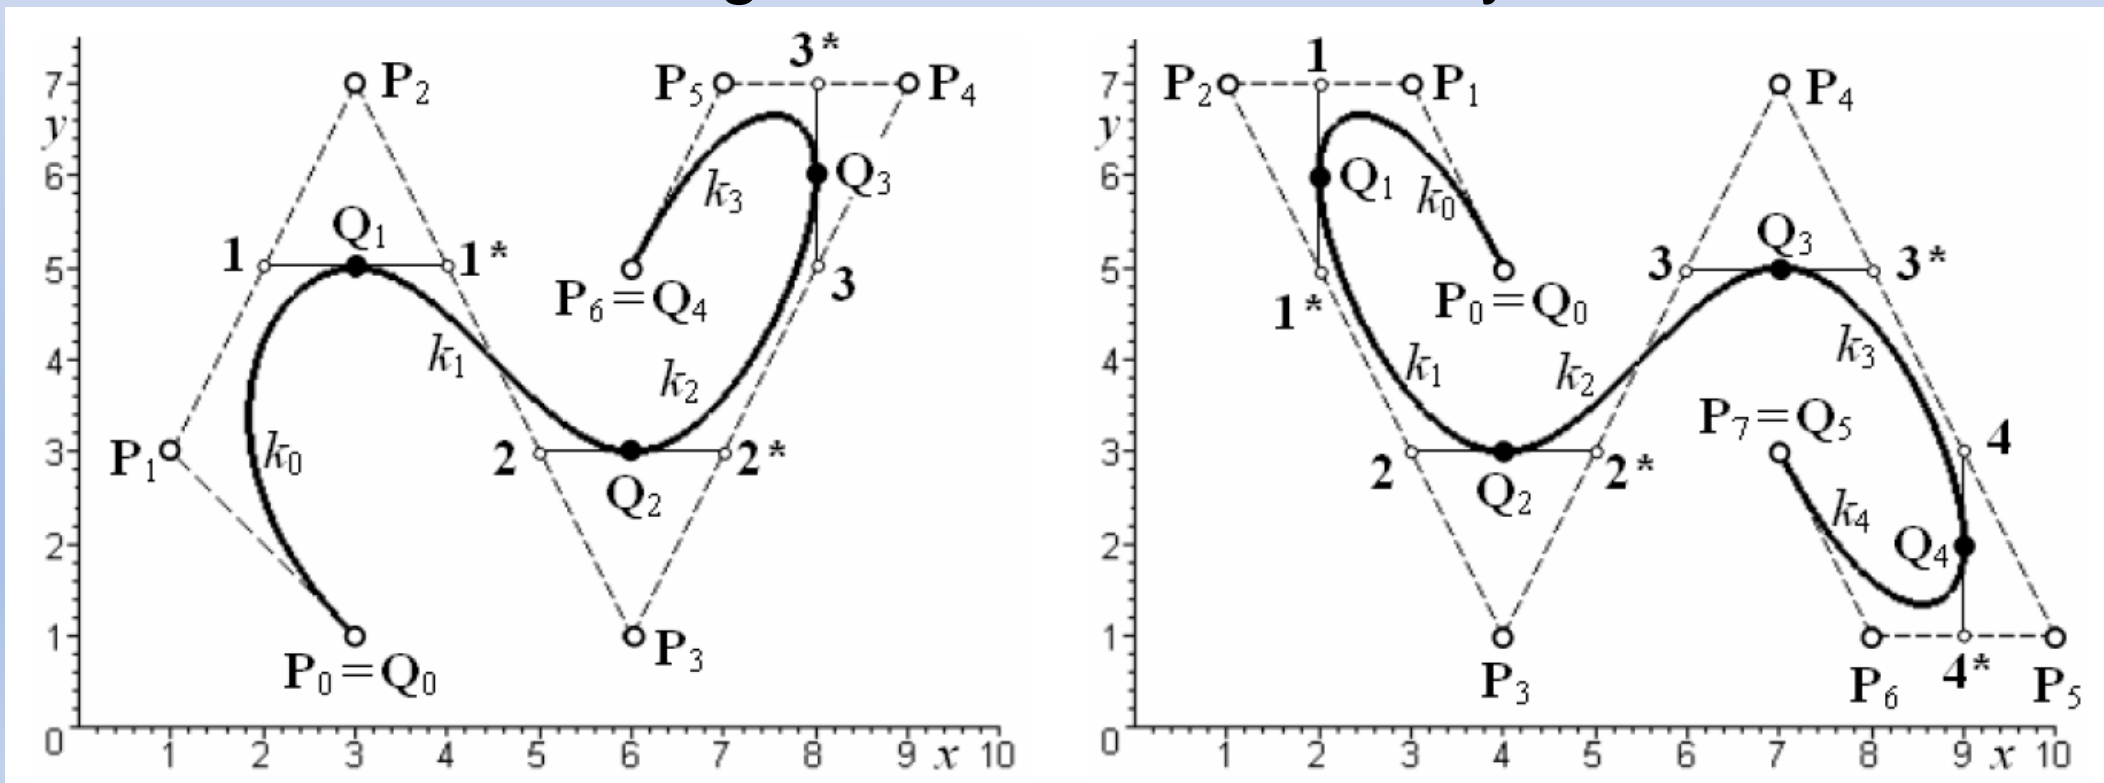 7
6
5
4
3
2
1
0
y
P₂
P₅
3*
P₄
Q₁
1
1*
k₃
Q₃
P₆=Q₄
3
k₁
k₂
P₁
k₀
2
2*
Q₂
P₀=Q₀
P₃
1 2 3 4 5 6 7 8 9 x 10
7
6
5
4
3
2
1
0
y
P₂
1
P₁
P₄
Q₁
k₀
Q₃
3
3*
1*
P₀=Q₀
k₁
k₂
k₃
P₇=Q₅
2
Q₂
2*
4
k₄
Q₄
P₃
P₆
4*
P₅
1 2 3 4 5 6 7 8 9 x 10